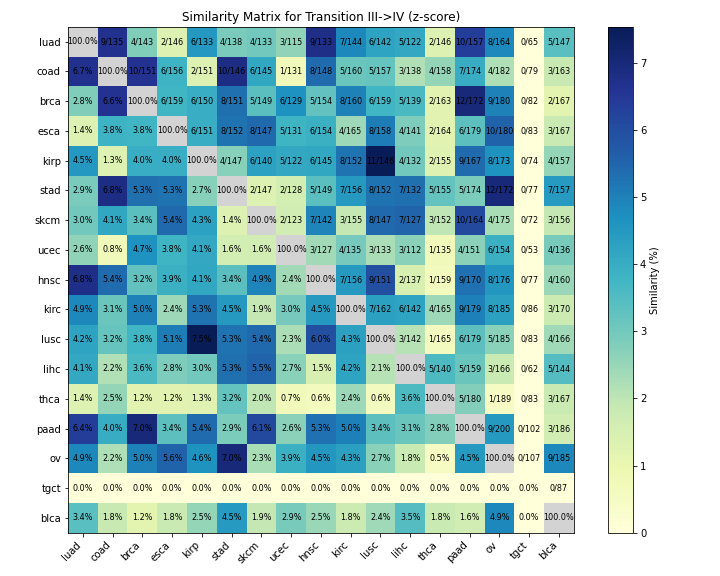 Similarity Matrix for Transition III->IV (z-score)
luad 100.0% 9/135 4/143 2/146 6/133 4/138 4/133 3/115 9/133 7/144 6/142 5/122 2/146 10/157 8/164 0/65 5/147
coad 6.7% 100.0% 10/151 6/156 2/151 10/146 6/145 1/131 8/148 5/160 5/157 3/138 4/158 7/174 4/182 0/79 3/163
brca 2.8% 6.6% 100.0% 6/159 6/150 8/151 5/149 6/129 5/154 8/160 6/159 5/139 2/163 12/172 9/180 0/82 2/167
esca 1.4% 3.8% 3.8% 100.0% 6/151 8/152 8/147 5/131 6/154 4/165 8/158 4/141 2/164 6/179 10/180 0/83 3/167
kirp 4.5% 1.3% 4.0% 4.0% 100.0% 4/147 6/140 5/122 6/145 8/152 11/146 4/132 2/155 9/167 8/173 0/74 4/157
stad 2.9% 6.8% 5.3% 5.3% 2.7% 100.0% 2/147 2/128 5/149 7/156 8/152 7/132 5/155 5/174 12/172 0/77 7/157
skcm 3.0% 4.1% 3.4% 5.4% 4.3% 1.4% 100.0% 2/123 7/142 3/155 8/147 7/127 3/152 10/164 4/175 0/72 3/156
ucec 2.6% 0.8% 4.7% 3.8% 4.1% 1.6% 1.6% 100.0% 3/127 4/135 3/133 3/112 1/135 4/151 6/154 0/53 4/136
hnsc 6.8% 5.4% 3.2% 3.9% 4.1% 3.4% 4.9% 2.4% 100.0% 7/156 9/151 2/137 1/159 9/170 8/176 0/77 4/160
kirc 4.9% 3.1% 5.0% 2.4% 5.3% 4.5% 1.9% 3.0% 4.5% 100.0% 7/162 6/142 4/165 9/179 8/185 0/86 3/170
lusc 4.2% 3.2% 3.8% 5.1% 7.5% 5.3% 5.4% 2.3% 6.0% 4.3% 100.0% 3/142 1/165 6/179 5/185 0/83 4/166
lihc 4.1% 2.2% 3.6% 2.8% 3.0% 5.3% 5.5% 2.7% 1.5% 4.2% 2.1% 100.0% 5/140 5/159 3/166 0/62 5/144
thca 1.4% 2.5% 1.2% 1.2% 1.3% 3.2% 2.0% 0.7% 0.6% 2.4% 0.6% 3.6% 100.0% 5/180 1/189 0/83 3/167
paad 6.4% 4.0% 7.0% 3.4% 5.4% 2.9% 6.1% 2.6% 5.3% 5.0% 3.4% 3.1% 2.8% 100.0% 9/200 0/102 3/186
ov 4.9% 2.2% 5.0% 5.6% 4.6% 7.0% 2.3% 3.9% 4.5% 4.3% 2.7% 1.8% 0.5% 4.5% 100.0% 0/107 9/185
tgct 0.0% 0.0% 0.0% 0.0% 0.0% 0.0% 0.0% 0.0% 0.0% 0.0% 0.0% 0.0% 0.0% 0.0% 0.0% 100.0% 0/87
blca 3.4% 1.8% 1.2% 1.8% 2.5% 4.5% 1.9% 2.9% 2.5% 1.8% 2.4% 3.5% 1.8% 1.6% 4.9% 0.0% 100.0%
luad coad brca esca kirp stad skcm ucec hnsc kirc lusc lihc thca paad ov tgct blca
7
6
5
4
3
2
1
0
Similarity (%)